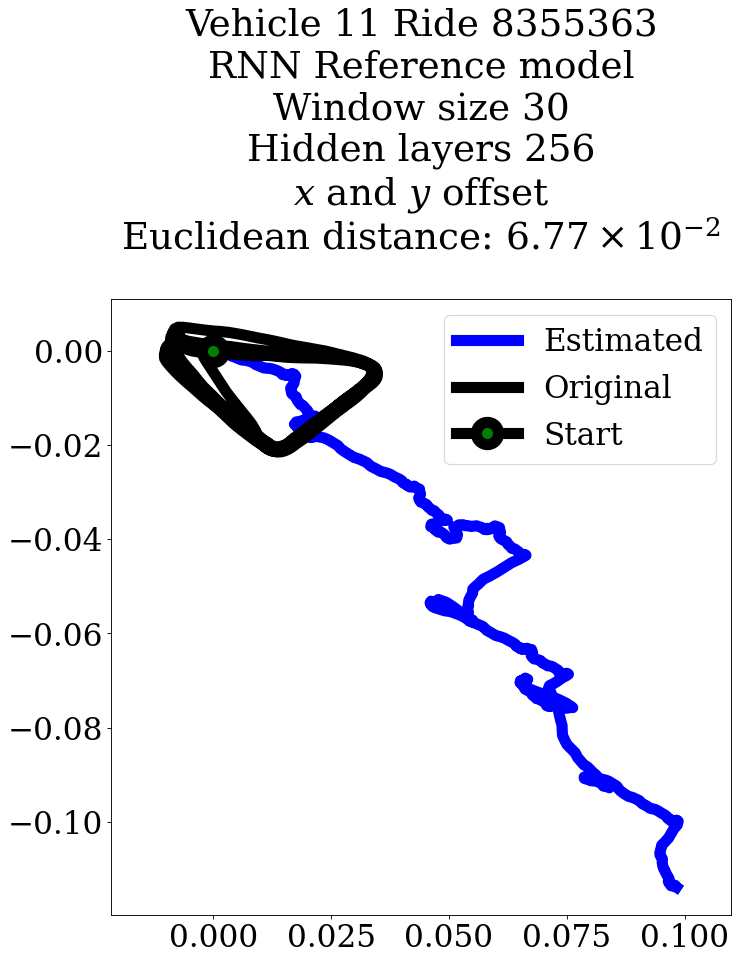 Vehicle 11 Ride 8355363
RNN Reference model
Window size 30
Hidden layers 256
x and y offset
Euclidean distance: 6.77 × 10⁻²
Estimated
Original
Start
0.00
−0.02
−0.04
−0.06
−0.08
−0.10
0.000 0.025 0.050 0.075 0.100